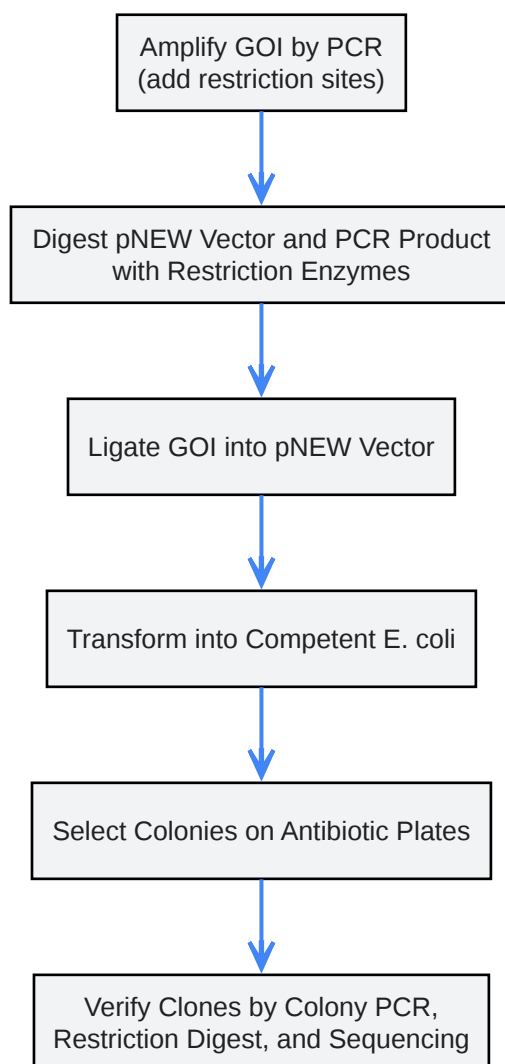 Amplify GOI by PCR
(add restriction sites)
Digest pNEW Vector and PCR Product
with Restriction Enzymes
Ligate GOI into pNEW Vector
Transform into Competent E. coli
Select Colonies on Antibiotic Plates
Verify Clones by Colony PCR,
Restriction Digest, and Sequencing